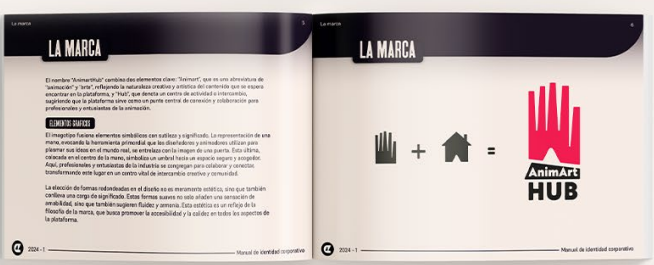 La marca
5
LA MARCA
El nombre "AnimartHub" combina dos elementos clave: "Animart", que es una abreviatura de
"animación" y "arte", reflejando la naturaleza creativa y artística del contenido que se espera
encontrar en la plataforma, y "Hub", que denota un centro de actividad e intercambio,
sugiriendo que la plataforma sirve como un punto central de conexión y colaboración para
profesionales y entusiastas de la animación.
ELEMENTOS GRAFICOS
El imagotipo fusiona elementos simbólicos con sutileza y significado. La representación de una
mano, evocando la herramienta primordial que los diseñadores y animadores utilizan para
plasmar sus ideas en el mundo real, se entrelaza con la imagen de una puerta. Esta última,
colocada en el centro de la mano, simboliza un umbral hacia un espacio seguro y acogedor.
Aquí, profesionales y entusiastas de la industria se congregan para colaborar y conectar,
transformando este lugar en un centro vital de intercambio creativo y comunidad.
La elección de formas redondeadas en el diseño no es meramente estética, sino que también
conlleva una carga de significado. Estas formas suaves no solo añaden una sensación de
amabilidad, sino que también sugieren fluidez y armonía. Esta estética es un reflejo de la
filosofía de la marca, que busca promover la accesibilidad y la calidez en todos los aspectos de
la plataforma.
2024 - 1
Manual de identidad corporativo
La marca
6
LA MARCA
+
=
AnimArt
HUB
2024 - 1
Manual de identidad corporativo